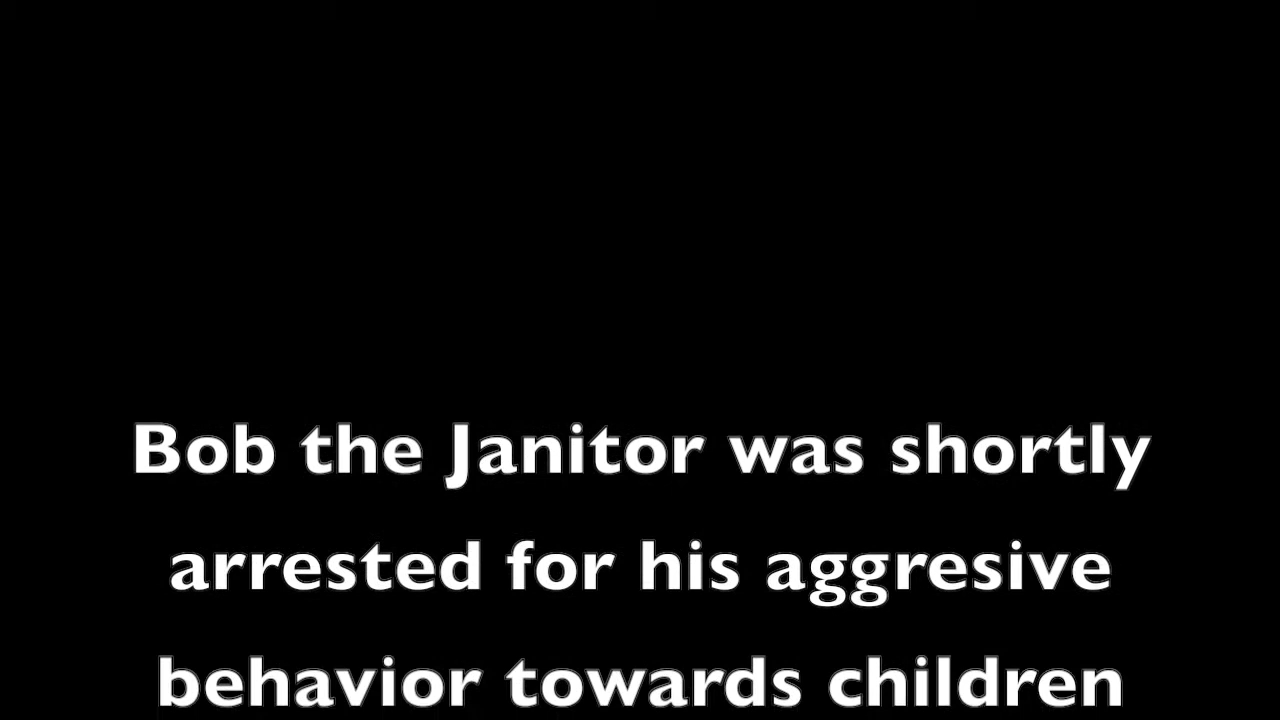 Bob the Janitor was shortly
arrested for his aggresive
behavior towards children